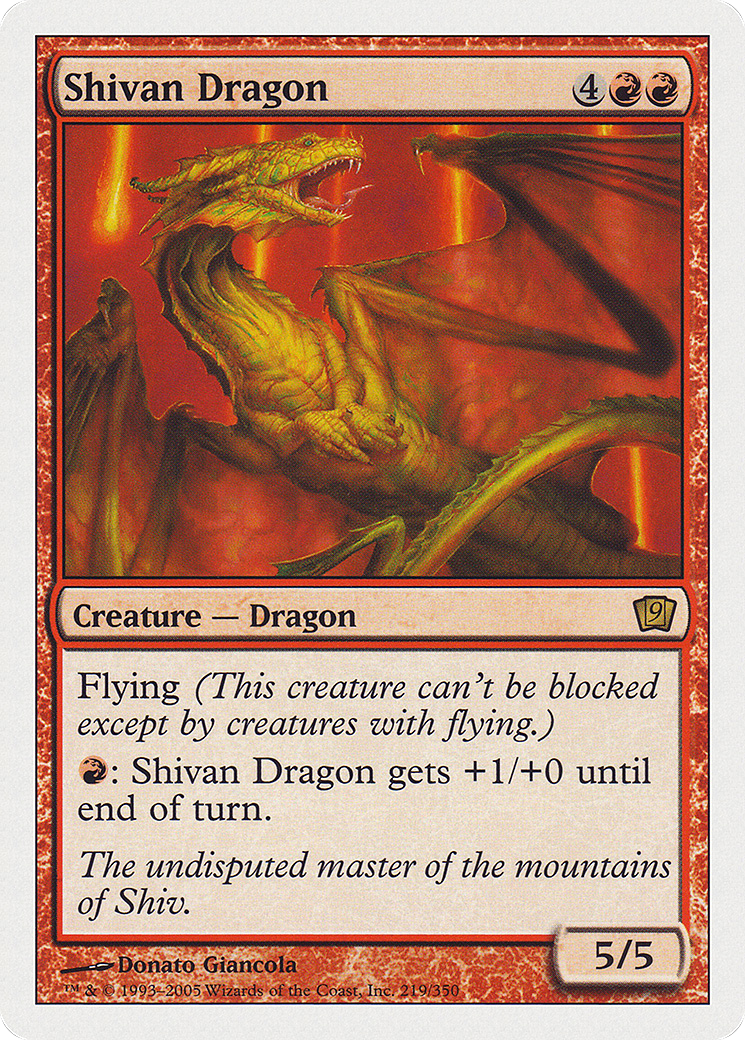 Shivan Dragon 4
Creature — Dragon 9
Flying (This creature can't be blocked
except by creatures with flying.)
: Shivan Dragon gets +1/+0 until
end of turn.
The undisputed master of the mountains
of Shiv.
5/5
Donato Giancola
™ & © 1993–2005 Wizards of the Coast, Inc. 219/350